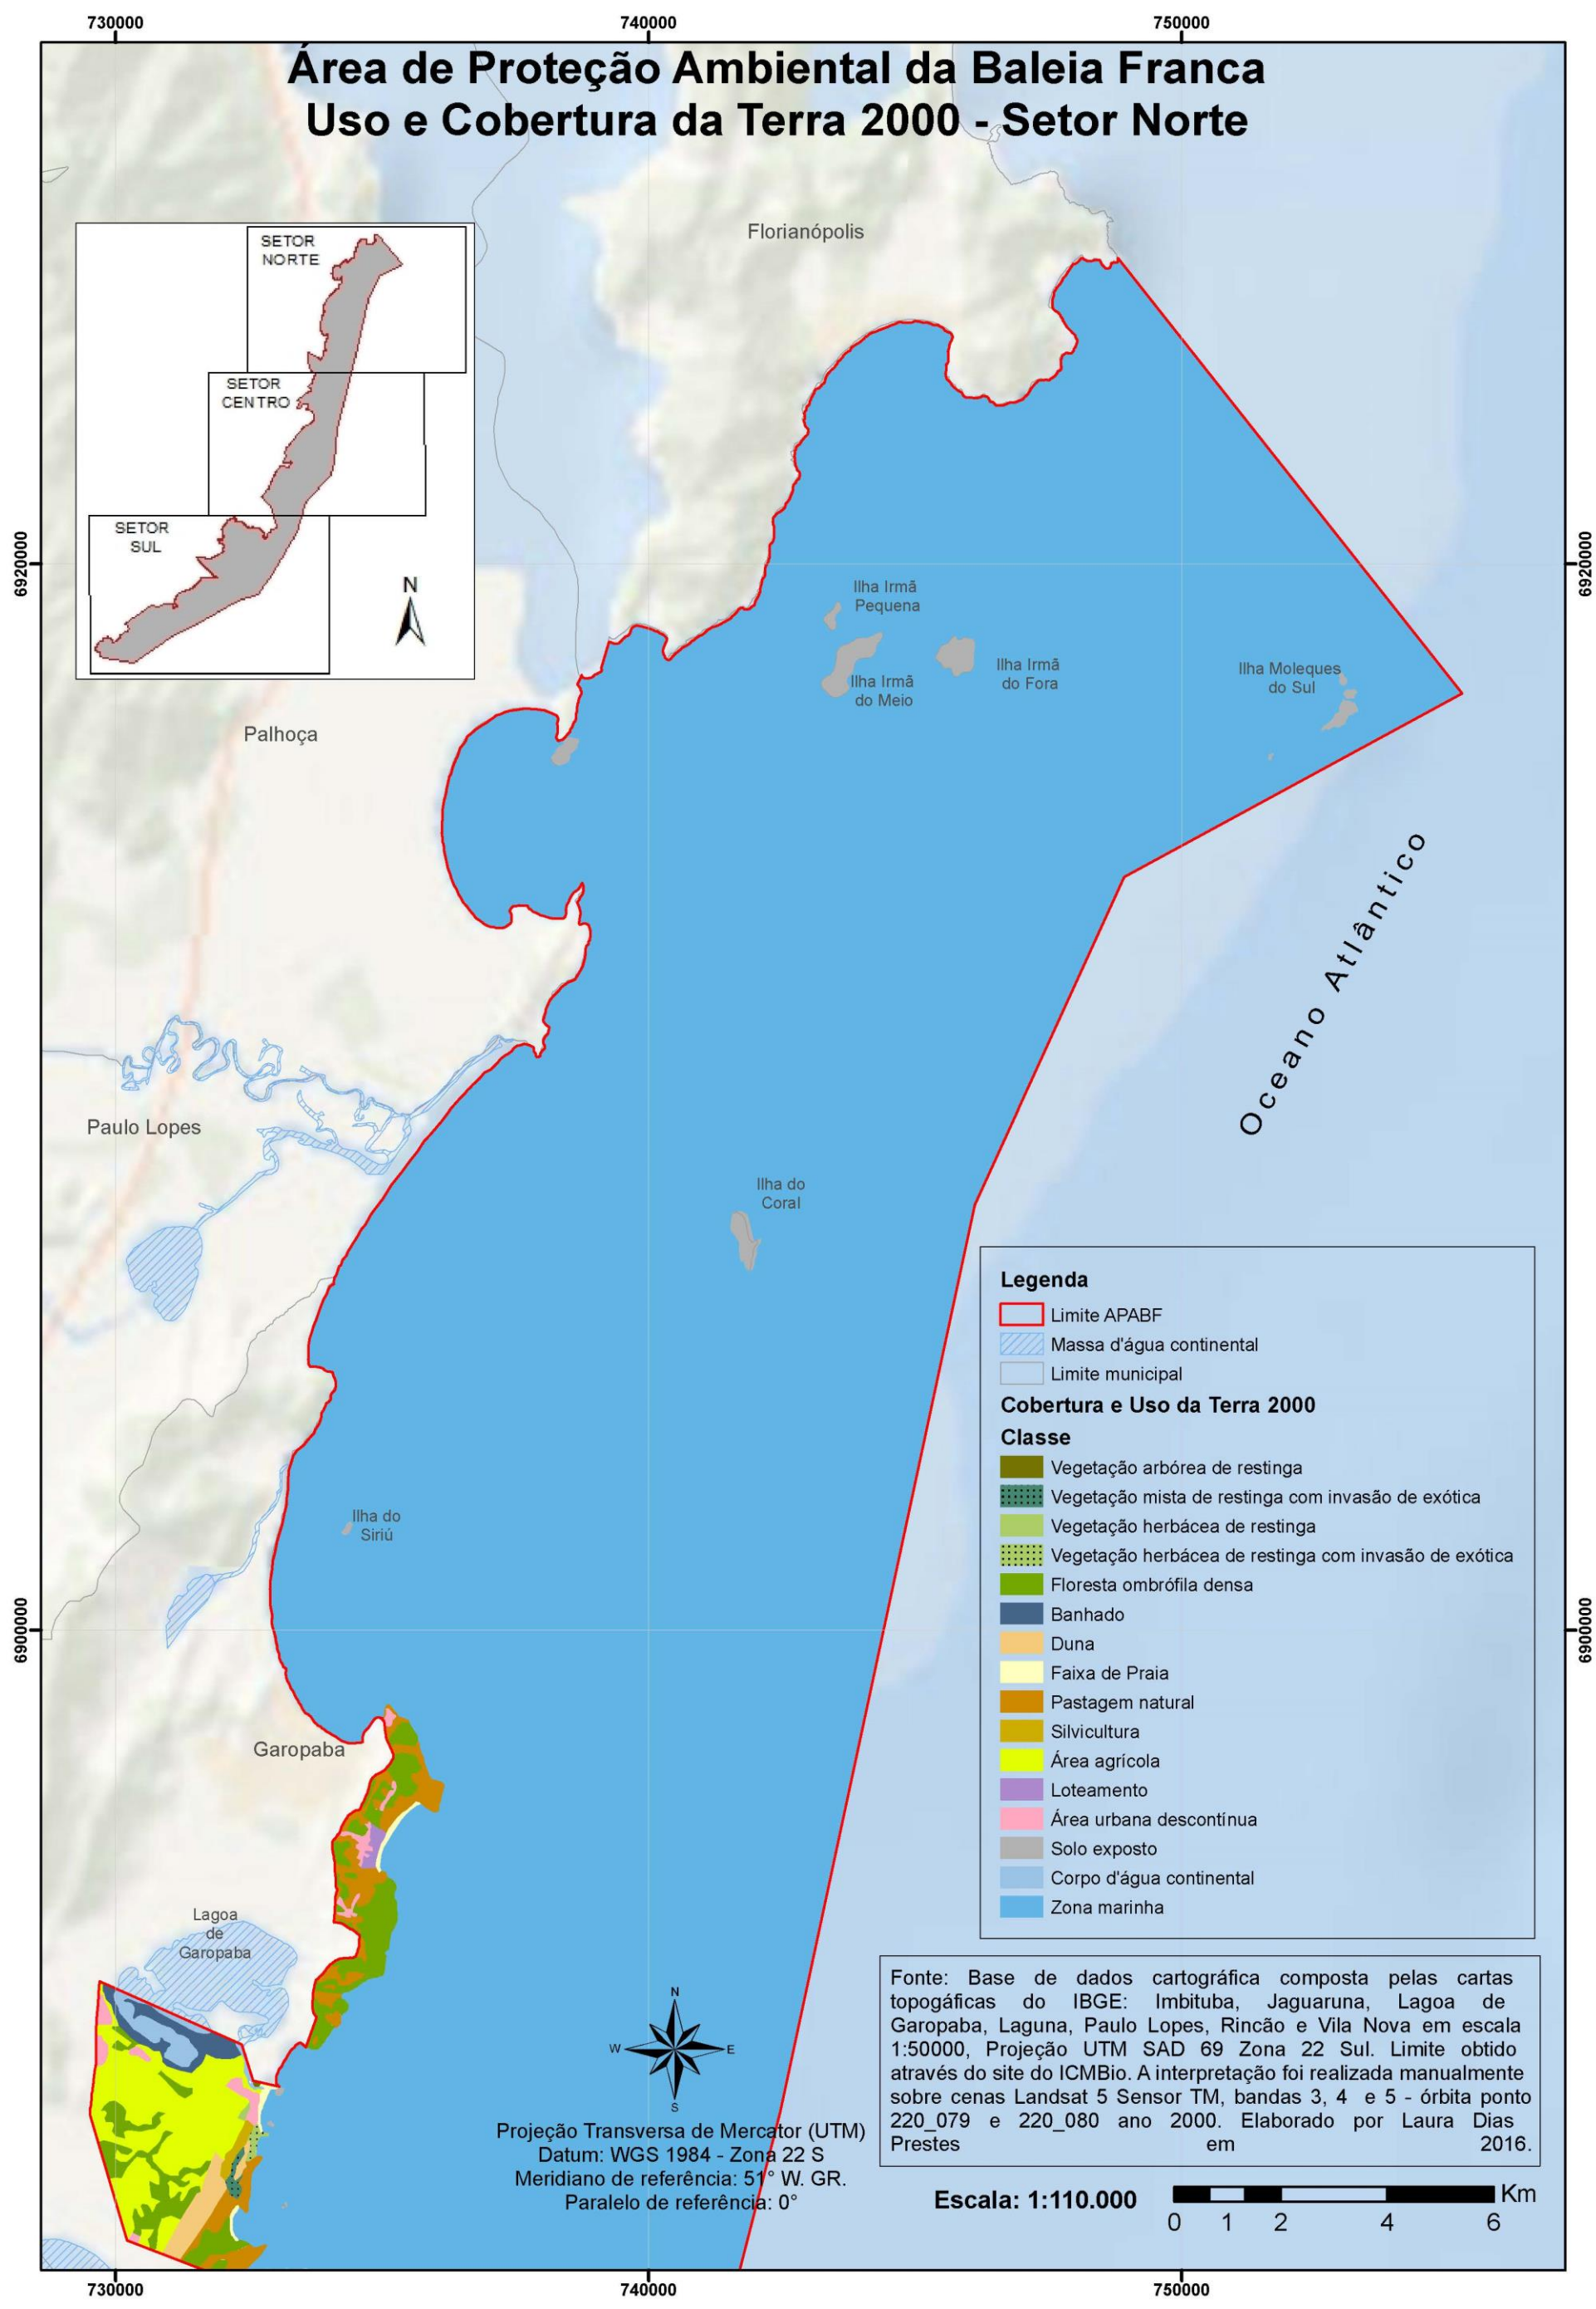 730000
740000
750000
Área de Proteção Ambiental da Baleia Franca
Uso e Cobertura da Terra 2000 - Setor Norte
SETOR
NORTE
SETOR
CENTRO
SETOR
SUL
N
Florianópolis
6920000
6920000
Ilha Irmã
Pequena
Ilha Irmã
do Meio
Ilha Irmã
do Fora
Ilha Moleques
do Sul
Palhoça
Oceano Atlântico
Paulo Lopes
Ilha do
Coral
Legenda
Limite APABF
Massa d'água continental
Limite municipal
Cobertura e Uso da Terra 2000
Classe
Vegetação arbórea de restinga
Vegetação mista de restinga com invasão de exótica
Vegetação herbácea de restinga
Vegetação herbácea de restinga com invasão de exótica
Floresta ombrófila densa
Banhado
Duna
Faixa de Praia
Pastagem natural
Silvicultura
Área agrícola
Loteamento
Área urbana descontínua
Solo exposto
Corpo d'água continental
Zona marinha
Ilha do
Siriú
6900000
6900000
Garopaba
Lagoa
de
Garopaba
N
W
E
S
Projeção Transversa de Mercator (UTM)
Datum: WGS 1984 - Zona 22 S
Meridiano de referência: 51° W. GR.
Paralelo de referência: 0°
Fonte: Base de dados cartográfica composta pelas cartas
topogáficas do IBGE: Imbituba, Jaguaruna, Lagoa de
Garopaba, Laguna, Paulo Lopes, Rincão e Vila Nova em escala
1:50000, Projeção UTM SAD 69 Zona 22 Sul. Limite obtido
através do site do ICMBio. A interpretação foi realizada manualmente
sobre cenas Landsat 5 Sensor TM, bandas 3, 4 e 5 - órbita ponto
220_079 e 220_080 ano 2000. Elaborado por Laura Dias
Prestes em 2016.
Escala: 1:110.000
Km
0 1 2 4 6
730000
740000
750000